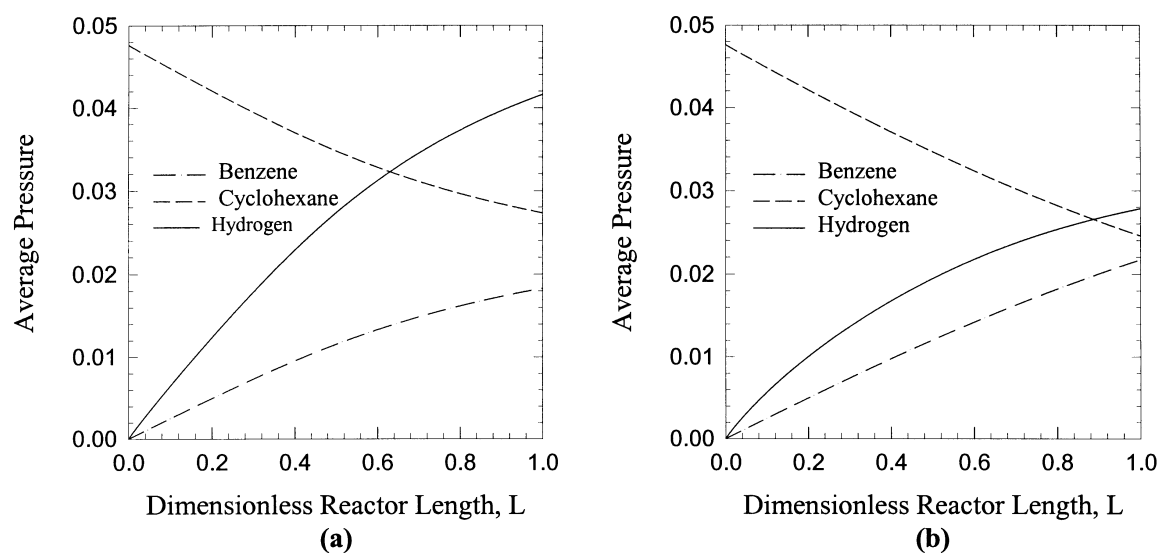 0.05
0.04
0.03
0.02
0.01
0.00
Average Pressure
Benzene
Cyclohexane
Hydrogen
0.0 0.2 0.4 0.6 0.8 1.0
Dimensionless Reactor Length, L
(a)
0.05
0.04
0.03
0.02
0.01
0.00
Average Pressure
Benzene
Cyclohexane
Hydrogen
0.0 0.2 0.4 0.6 0.8 1.0
Dimensionless Reactor Length, L
(b)